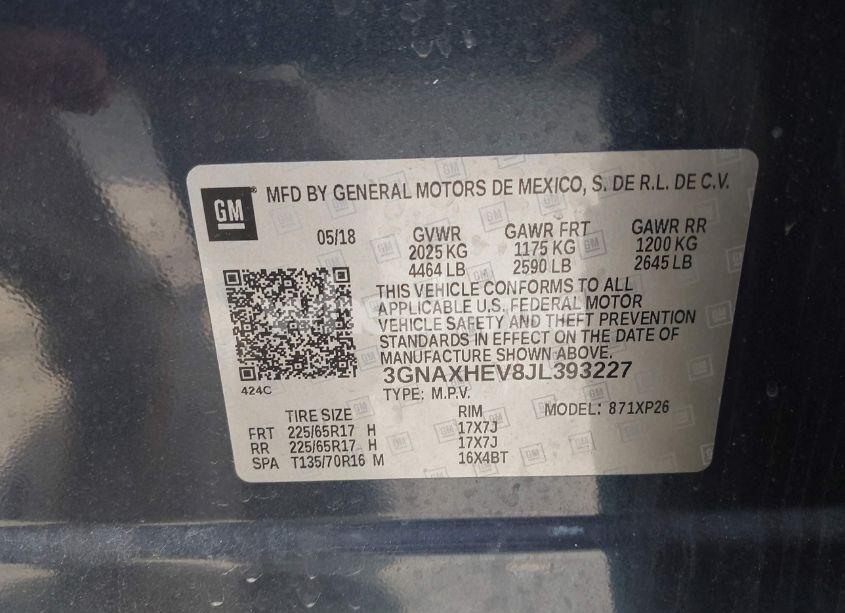 GM® MFD BY GENERAL MOTORS DE MEXICO, S. DE R.L. DE C.V.
05/18 GVWR GAWR FRT GAWR RR
2025 KG 1175 KG 1200 KG
4464 LB 2590 LB 2645 LB
THIS VEHICLE CONFORMS TO ALL
APPLICABLE U.S. FEDERAL MOTOR
VEHICLE SAFETY AND THEFT PREVENTION
STANDARDS IN EFFECT ON THE DATE OF
MANUFACTURE SHOWN ABOVE.
3GNAXHEV8JL393227
424C TYPE: M.P.V.
TIRE SIZE RIM MODEL: 871XP26
FRT 225/65R17 H 17X7J
RR 225/65R17 H 17X7J
SPA T135/70R16 M 16X4BT